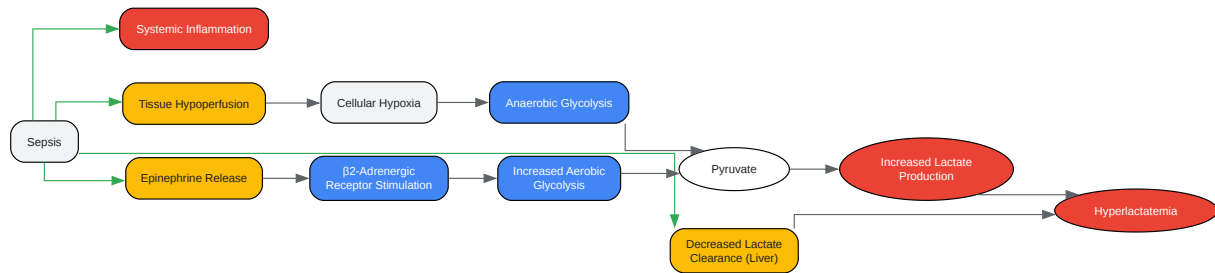 Systemic Inflammation
Tissue Hypoperfusion
Cellular Hypoxia
Anaerobic Glycolysis
Sepsis
Epinephrine Release
β2-Adrenergic
Receptor Stimulation
Increased Aerobic
Glycolysis
Pyruvate
Increased Lactate
Production
Hyperlactatemia
Decreased Lactate
Clearance (Liver)